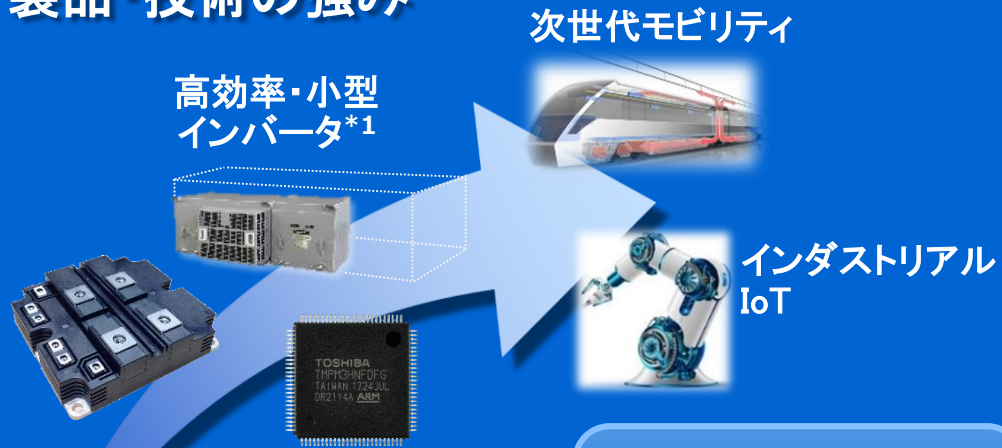 製品・技術の強み
次世代モビリティ
高効率・小型
インバータ*1
インダストリアル
IoT
TOSHIBA
TMPM3HNFDFG
TAIWAN 1724JUL
DR2114A ARM